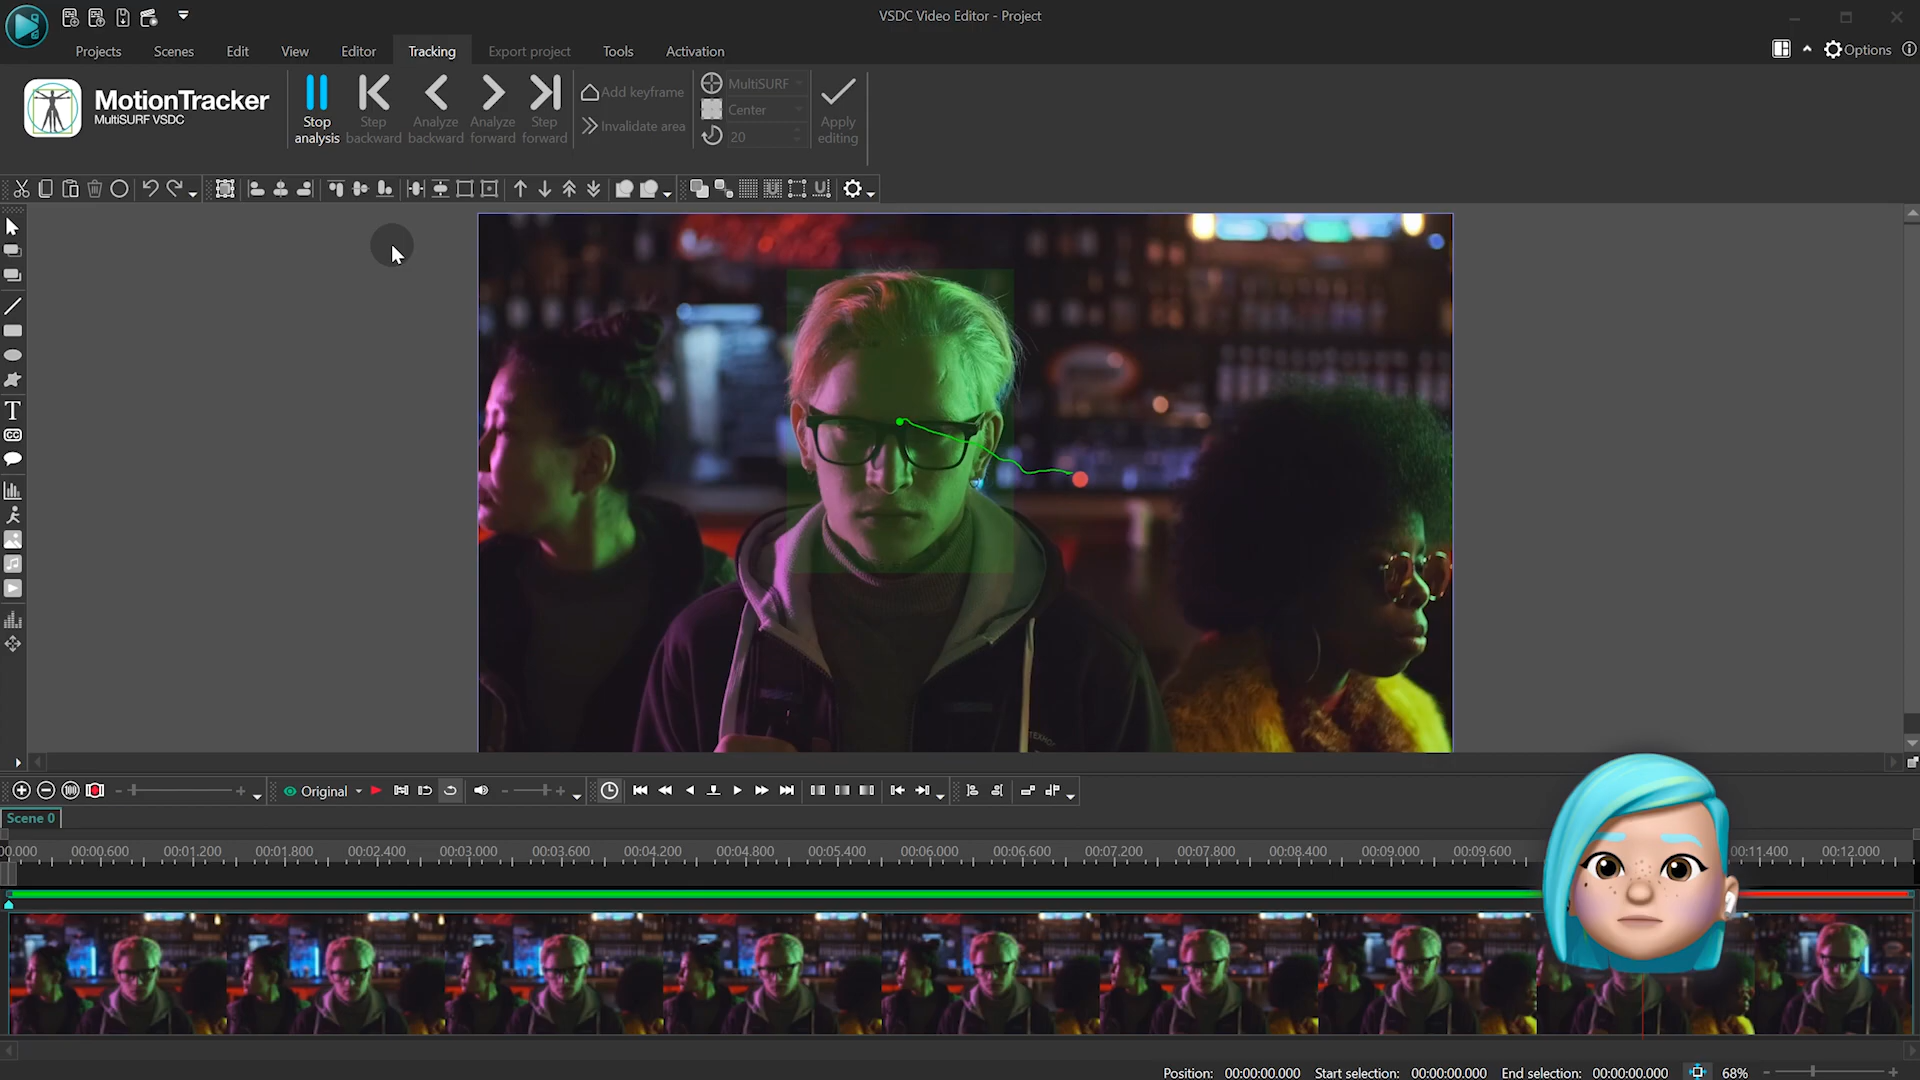 VSDC Video Editor - Project
Projects Scenes Edit View Editor Tracking Export project Tools Activation Options
MotionTracker
MultiSURF VSDC
Stop analysis
Step backward
Analyze backward
Analyze forward
Step forward
Add keyframe
Invalidate area
MultiSURF
Center
20
Apply editing
T
CC
100 Original
Scene 0
00.000 00:00.600 00:01.200 00:01.800 00:02.400 00:03.000 00:03.600 00:04.200 00:04.800 00:05.400 00:06.000 00:06.600 00:07.200 00:07.800 00:08.400 00:09.000 00:09.600 00:11.400 00:12.000
Position: 00:00:00.000 Start selection: 00:00:00.000 End selection: 00:00:00.000 68%